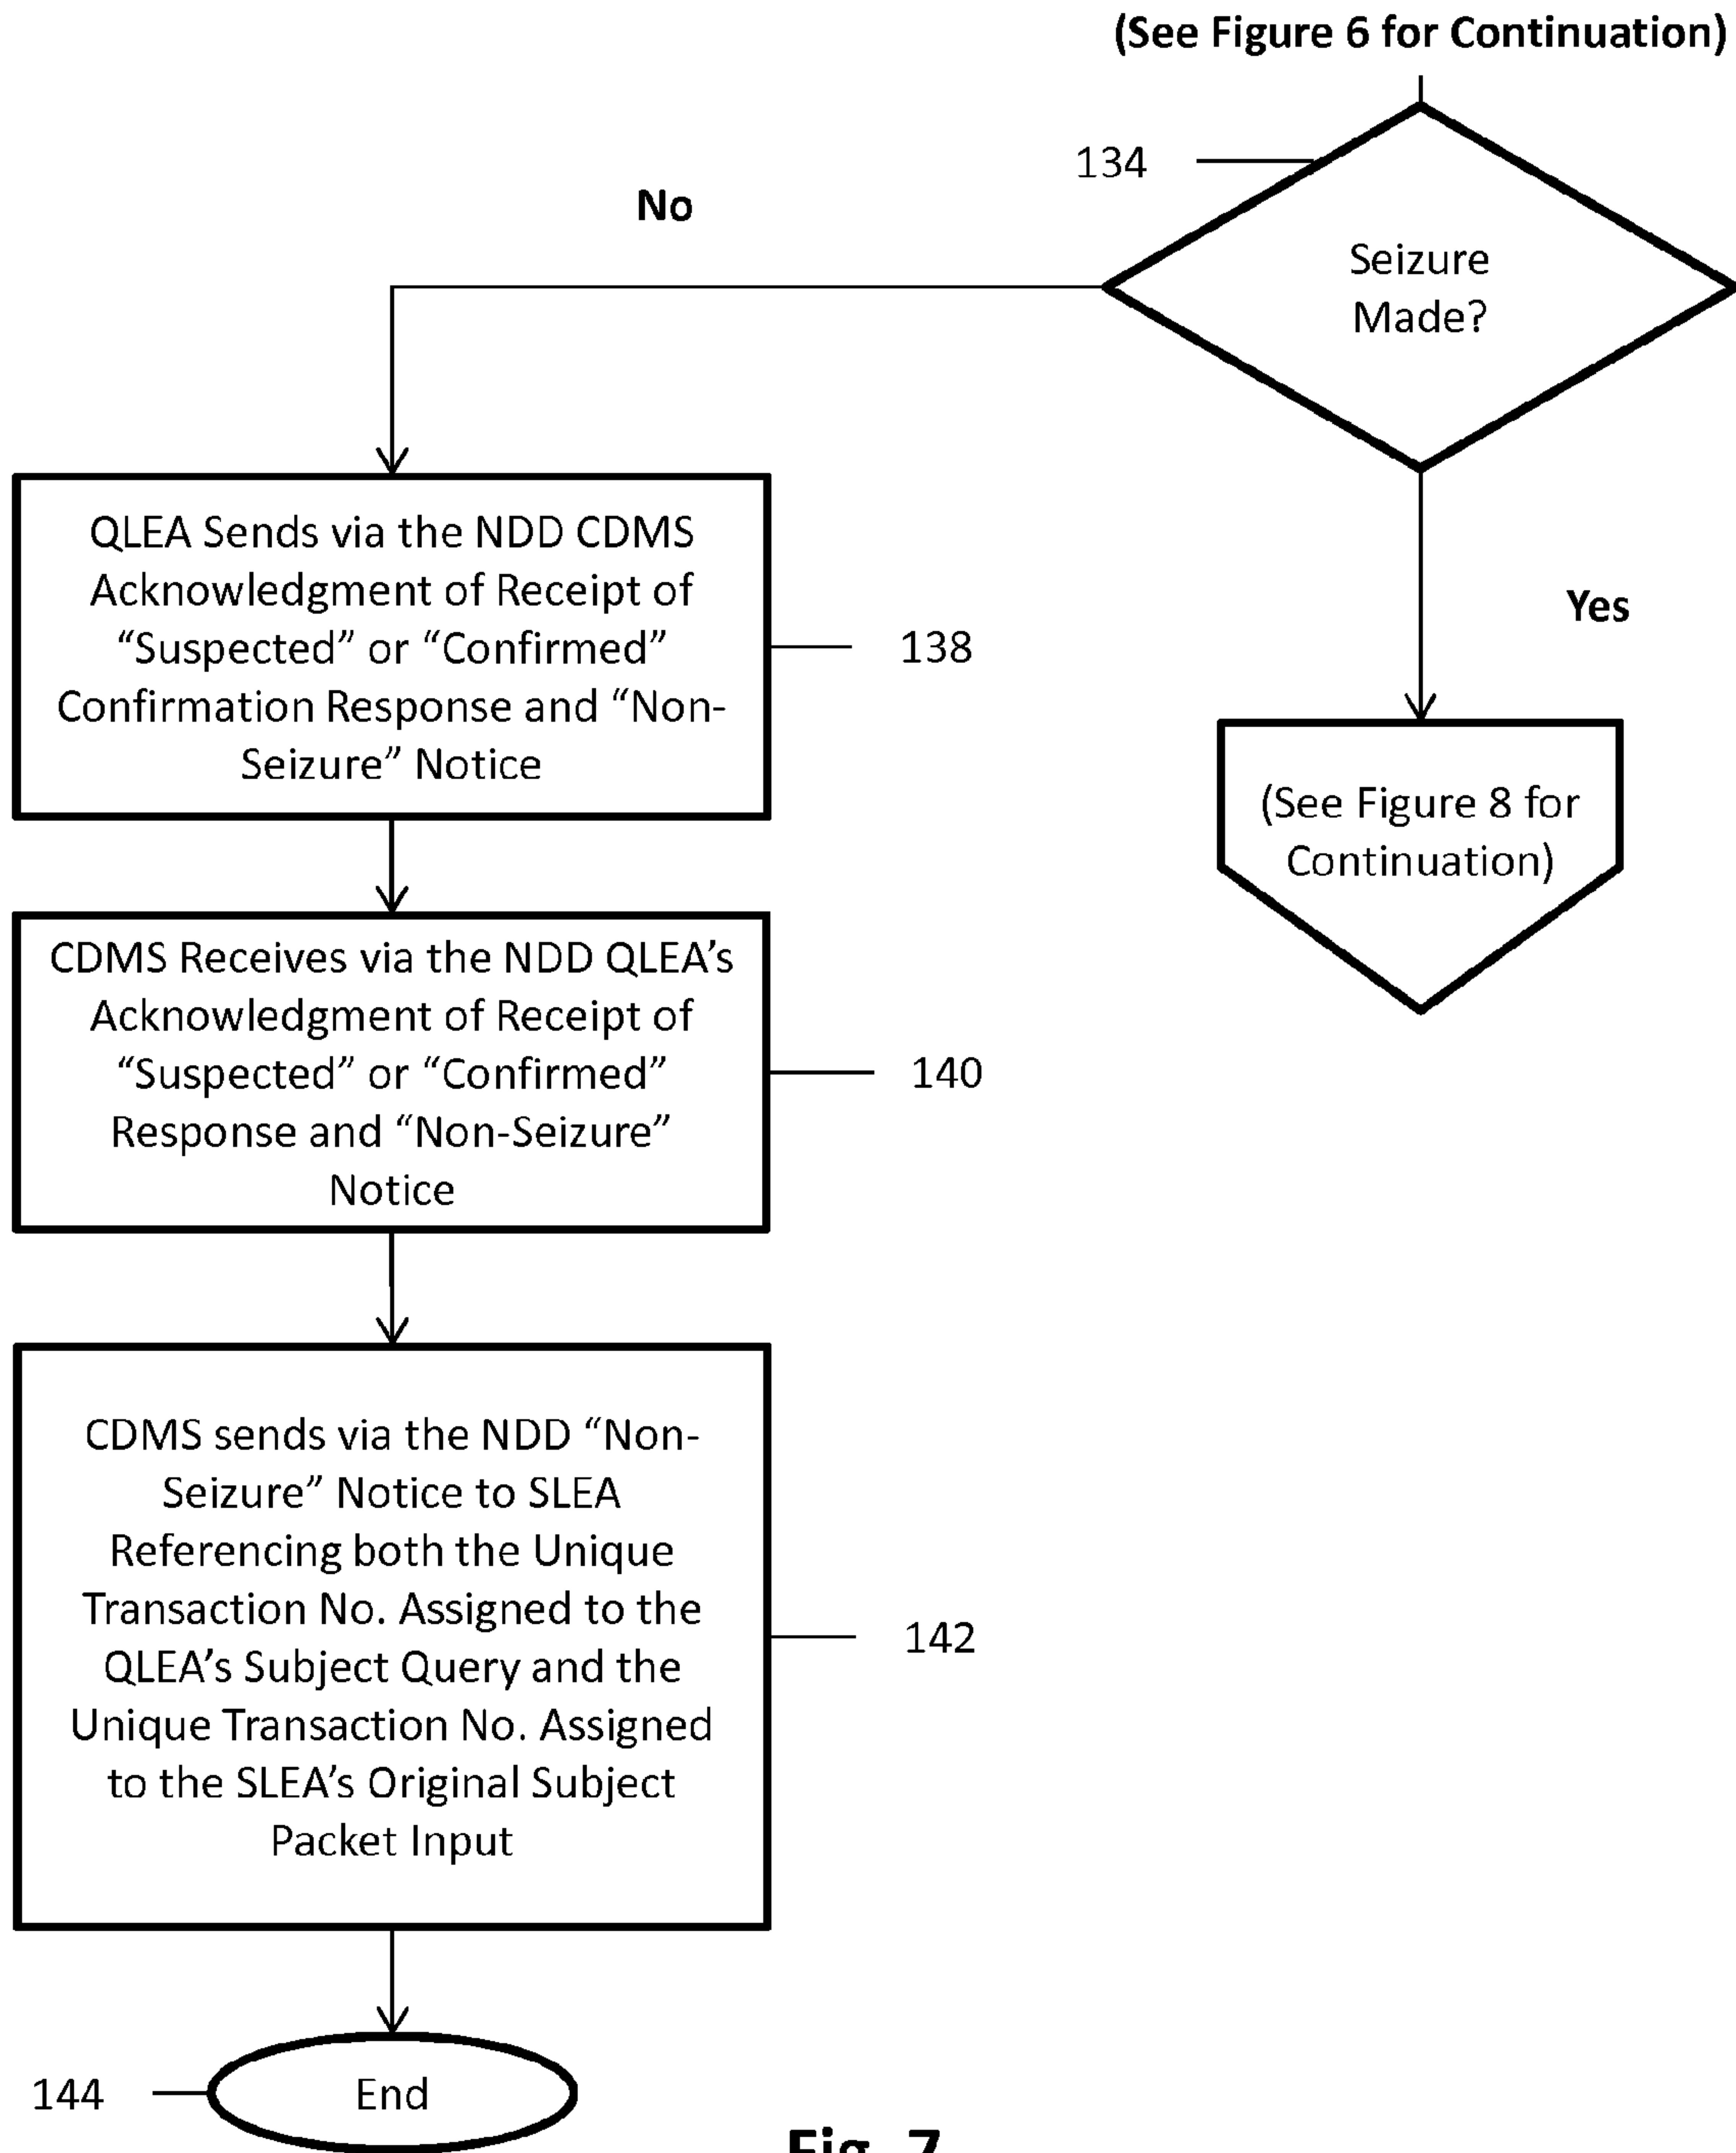 (See Figure 6 for Continuation)
134
Seizure
Made?
No
Yes
QLEA Sends via the NDD CDMS
Acknowledgment of Receipt of
“Suspected” or “Confirmed”
Confirmation Response and “Non-
Seizure” Notice
138
(See Figure 8 for
Continuation)
CDMS Receives via the NDD QLEA’s
Acknowledgment of Receipt of
“Suspected” or “Confirmed”
Response and “Non-Seizure”
Notice
140
CDMS sends via the NDD “Non-
Seizure” Notice to SLEA
Referencing both the Unique
Transaction No. Assigned to the
QLEA’s Subject Query and the
Unique Transaction No. Assigned
to the SLEA’s Original Subject
Packet Input
142
144
End
Fig. 7